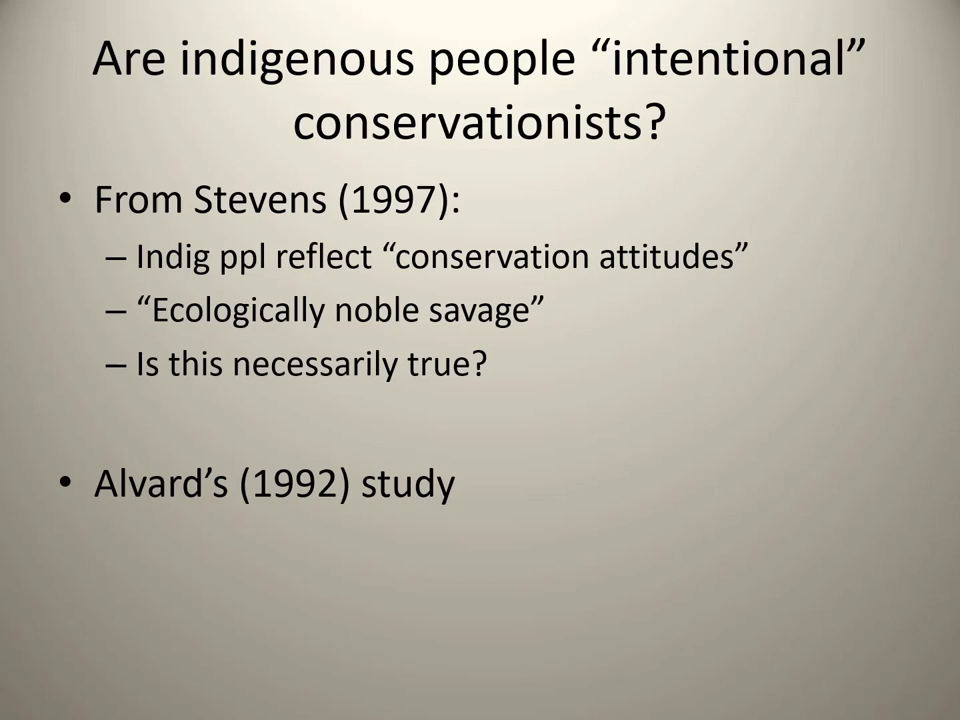 Are indigenous people “intentional”
conservationists?
• From Stevens (1997):
– Indig ppl reflect “conservation attitudes”
– “Ecologically noble savage”
– Is this necessarily true?
• Alvard’s (1992) study